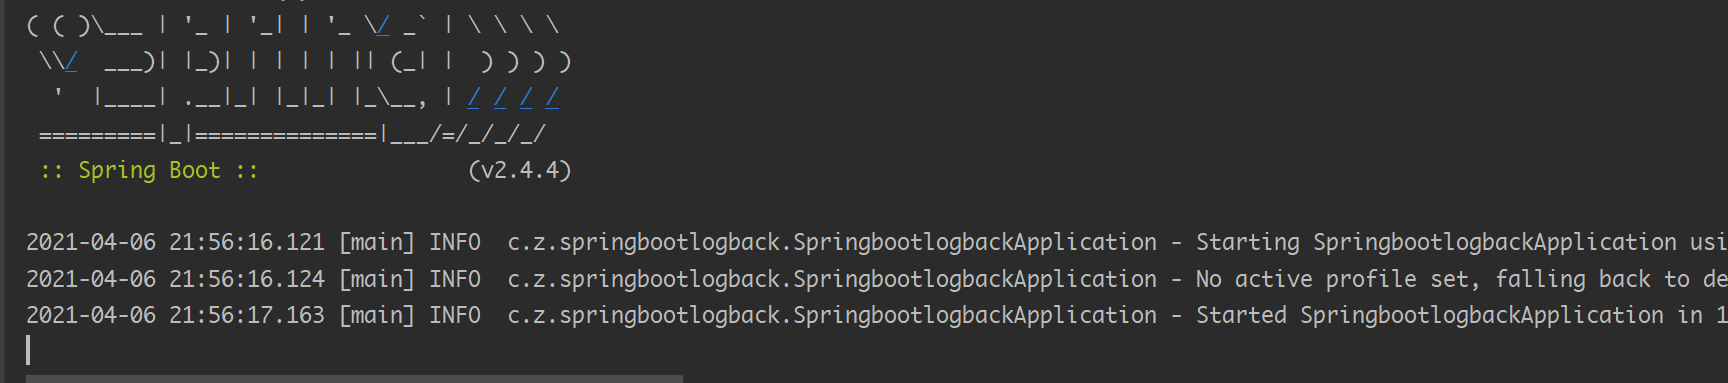 ( ( )\___ | '_ | '_| | '_ \/ _` | \ \ \ \
 \\/  ___)| |_)| | | | | || (_| |  ) ) ) )
  '  |____| .__|_| |_|_| |_\__, | / / / /
 =========|_|==============|___/=/_/_/_/
 :: Spring Boot ::                (v2.4.4)
2021-04-06 21:56:16.121 [main] INFO  c.z.springbootlogback.SpringbootlogbackApplication - Starting SpringbootlogbackApplication usi
2021-04-06 21:56:16.124 [main] INFO  c.z.springbootlogback.SpringbootlogbackApplication - No active profile set, falling back to de
2021-04-06 21:56:17.163 [main] INFO  c.z.springbootlogback.SpringbootlogbackApplication - Started SpringbootlogbackApplication in 1